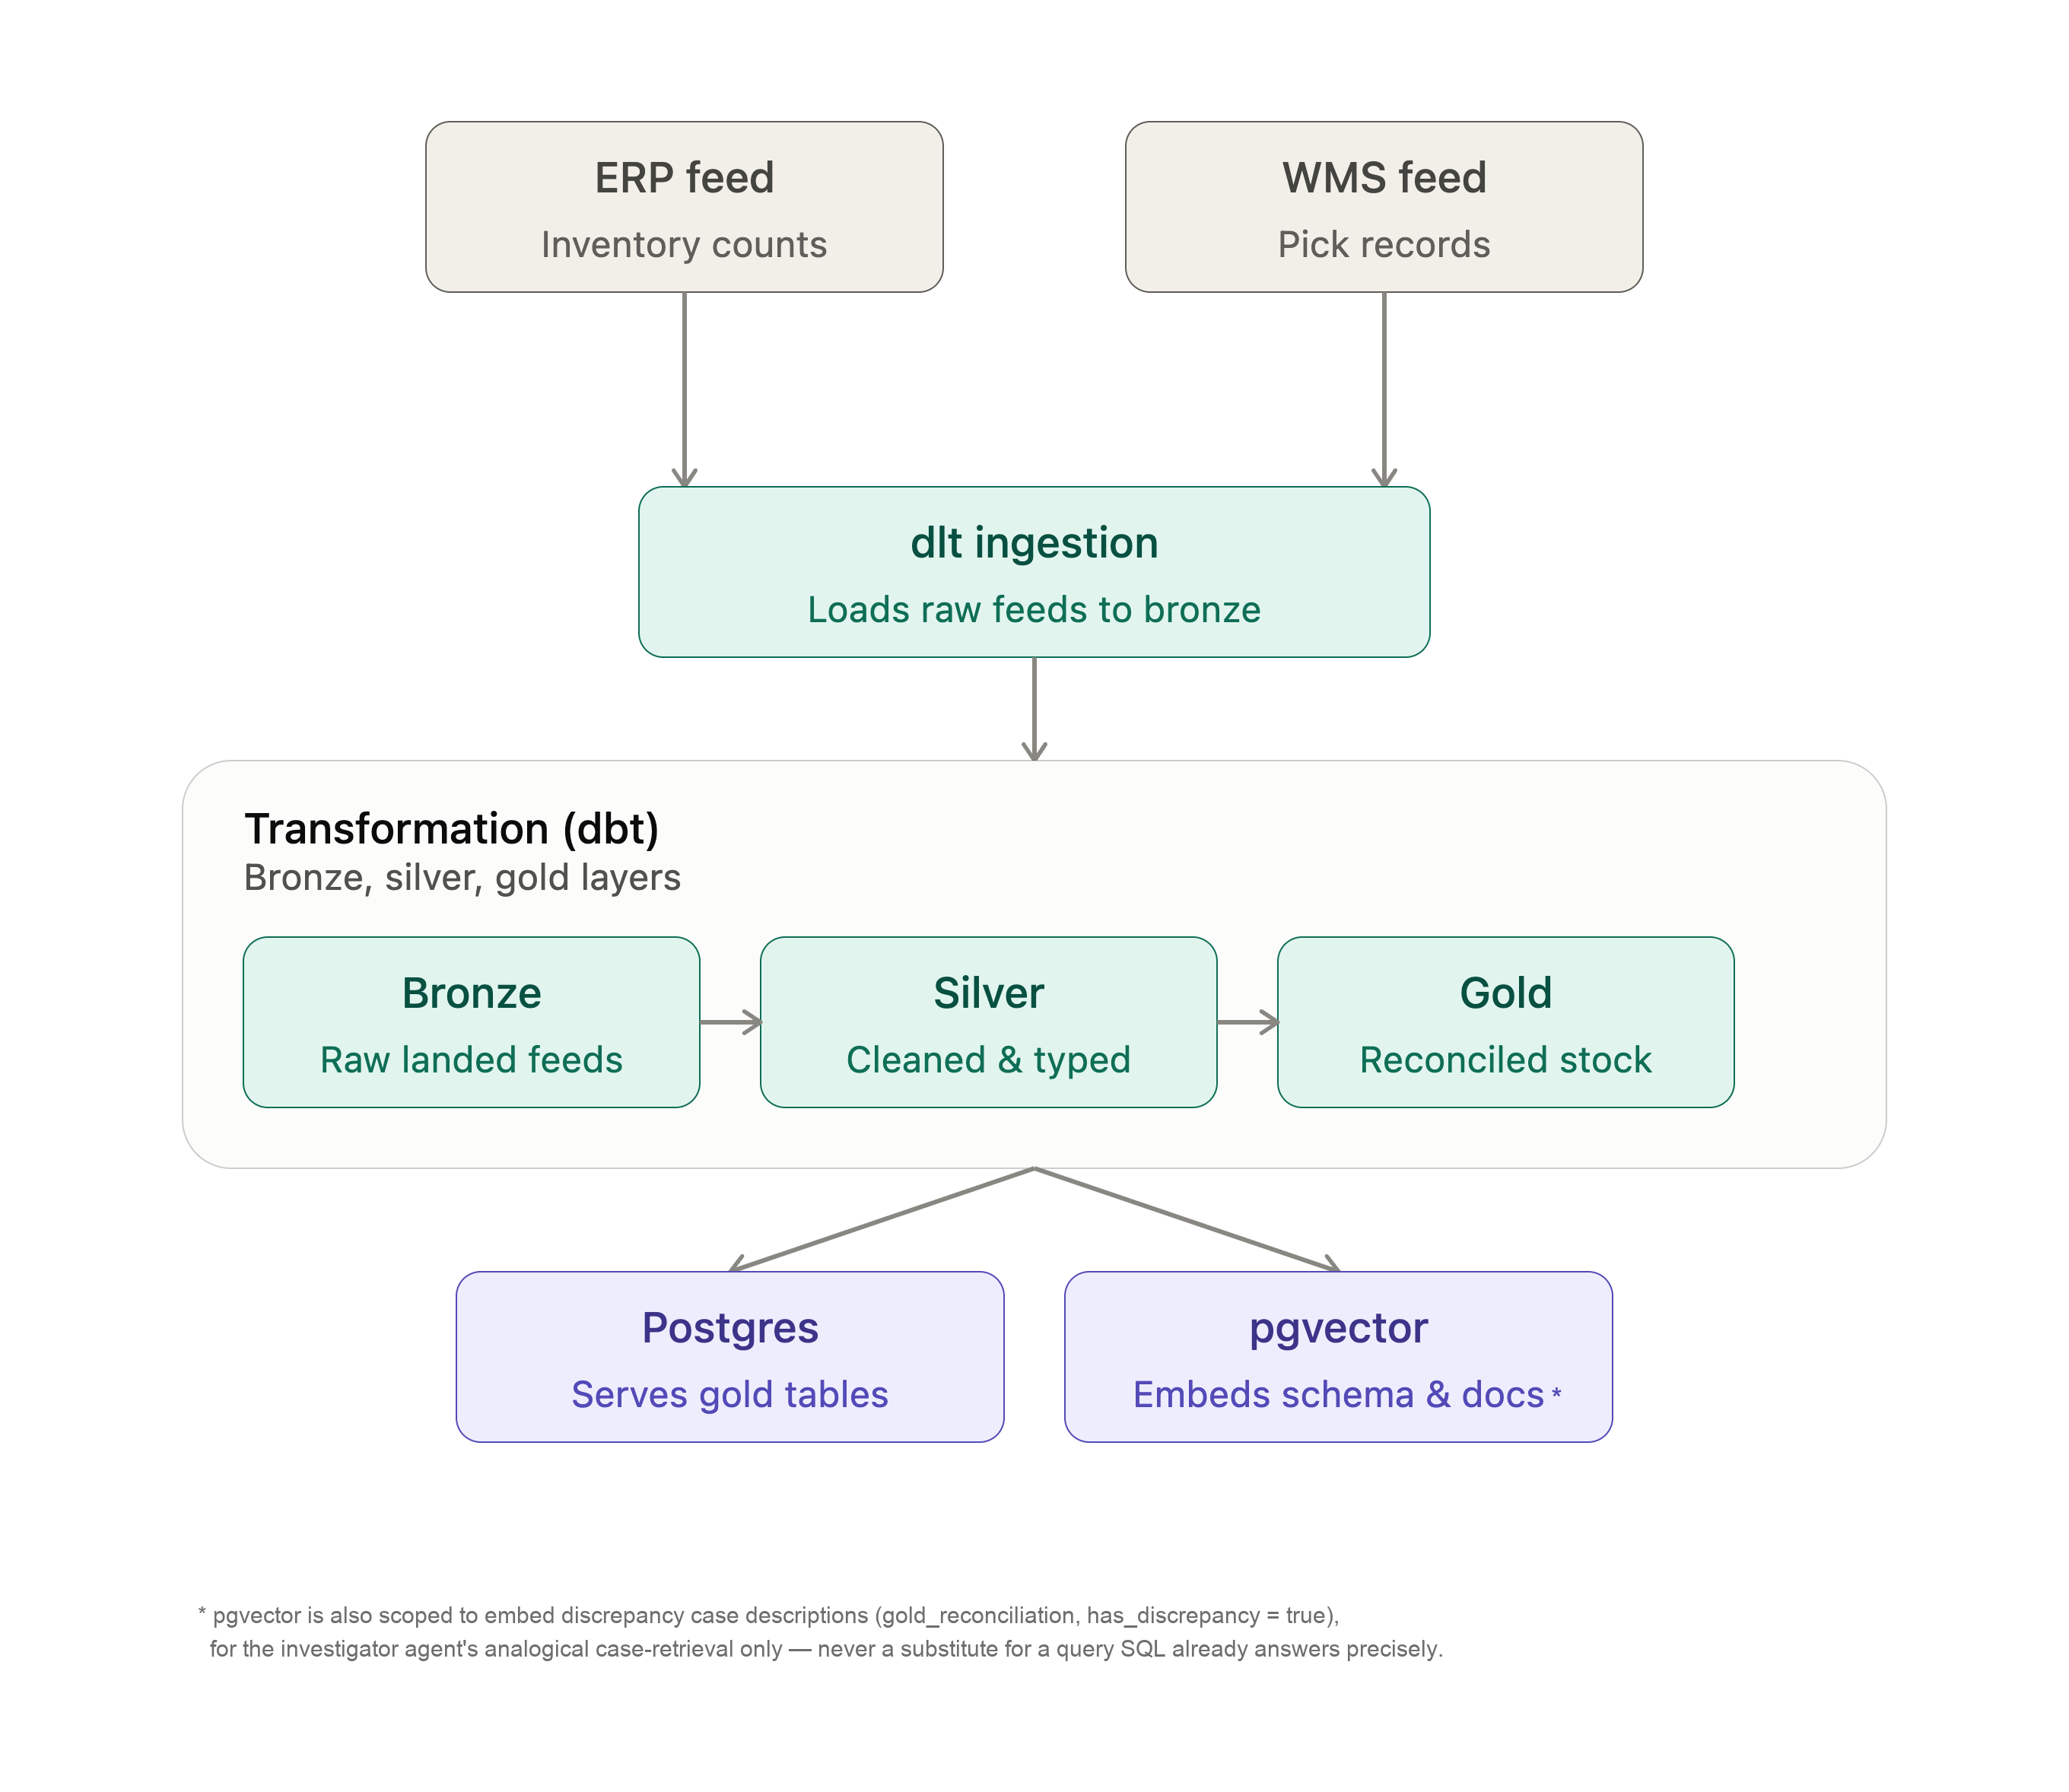 ERP feed
Inventory counts
WMS feed
Pick records
dlt ingestion
Loads raw feeds to bronze
Transformation (dbt)
Bronze, silver, gold layers
Bronze
Raw landed feeds
Silver
Cleaned & typed
Gold
Reconciled stock
Postgres
Serves gold tables
pgvector
Embeds schema & docs *
* pgvector is also scoped to embed discrepancy case descriptions (gold_reconciliation, has_discrepancy = true),
for the investigator agent's analogical case-retrieval only — never a substitute for a query SQL already answers precisely.